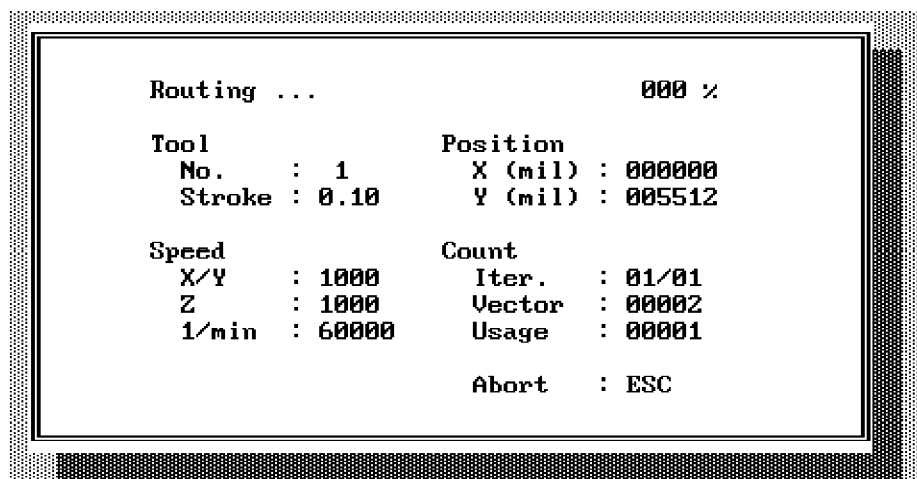 Routing ... 000 %
Tool Position
No. : 1 X (mil) : 000000
Stroke : 0.10 Y (mil) : 005512
Speed Count
X/Y : 1000 Iter. : 01/01
Z : 1000 Vector : 00002
1/min : 60000 Usage : 00001
Abort : ESC